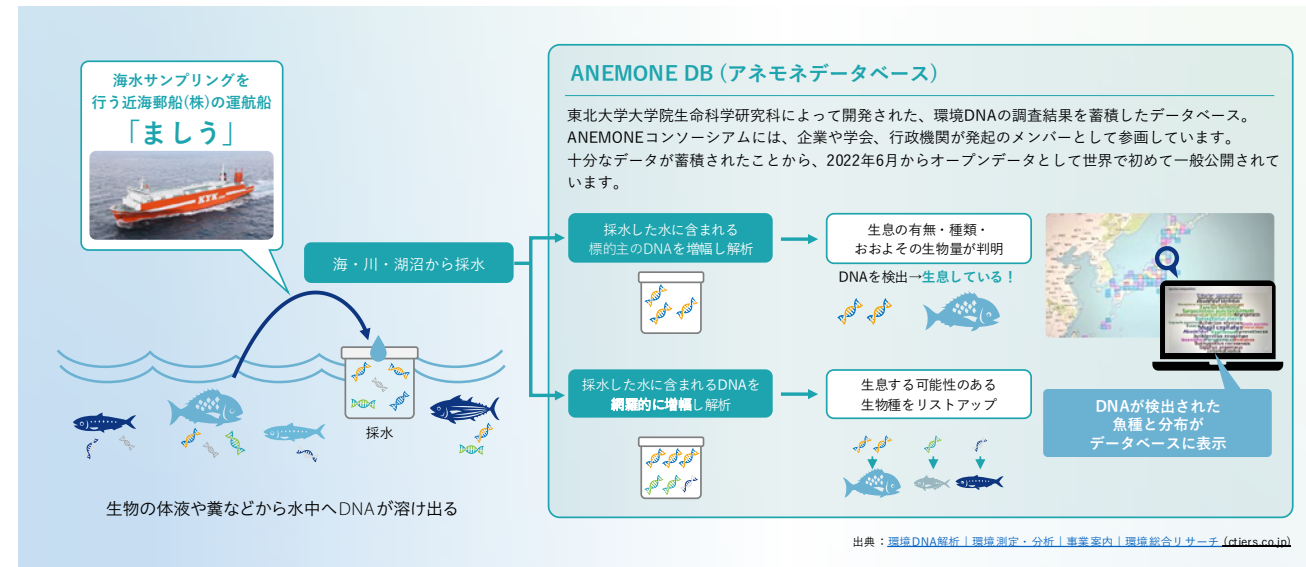 海水サンプリングを
行う近海郵船(株)の運航船
「ましう」
KYK
海・川・湖沼から採水
採水
生物の体液や糞などから水中へDNAが溶け出る
ANEMONE DB (アネモネデータベース)
東北大学大学院生命科学研究科によって開発された、環境DNAの調査結果を蓄積したデータベース。
ANEMONEコンソーシアムには、企業や学会、行政機関が発起のメンバーとして参画しています。
十分なデータが蓄積されたことから、2022年6月からオープンデータとして世界で初めて一般公開されて
います。
採水した水に含まれる
標的主のDNAを増幅し解析
生息の有無・種類・
おおよその生物量が判明
DNAを検出→生息している！
採水した水に含まれるDNAを
網羅的に増幅し解析
生息する可能性のある
生物種をリストアップ
DNAが検出された
魚種と分布が
データベースに表示
出典：環境DNA解析｜環境測定・分析｜事業案内｜環境総合リサーチ (ctiers.co.jp)